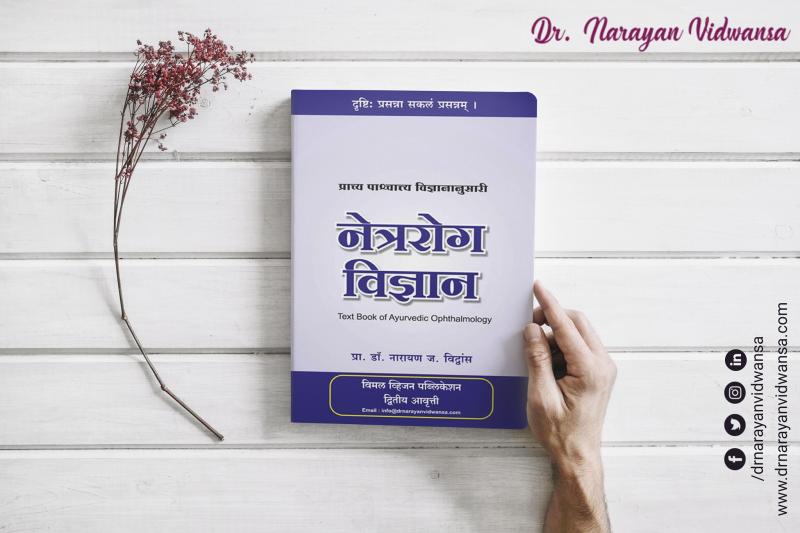 Dr. Narayan Vidwansa
दृष्टि: प्रसन्ना सकलं प्रसन्नम् ।
प्राच्य पाश्चात्त्य विज्ञानानुसारी
नेत्ररोग
विज्ञान
Text Book of Ayurvedic Ophthalmology
प्रा. डॉ. नारायण ज. विद्वांस
विमल व्हिजन पब्लिकेशन
द्वितीय आवृत्ती
Email : info@drnarayanvidwansa.com
/drnarayanvidwansa
www.drnarayanvidwansa.com